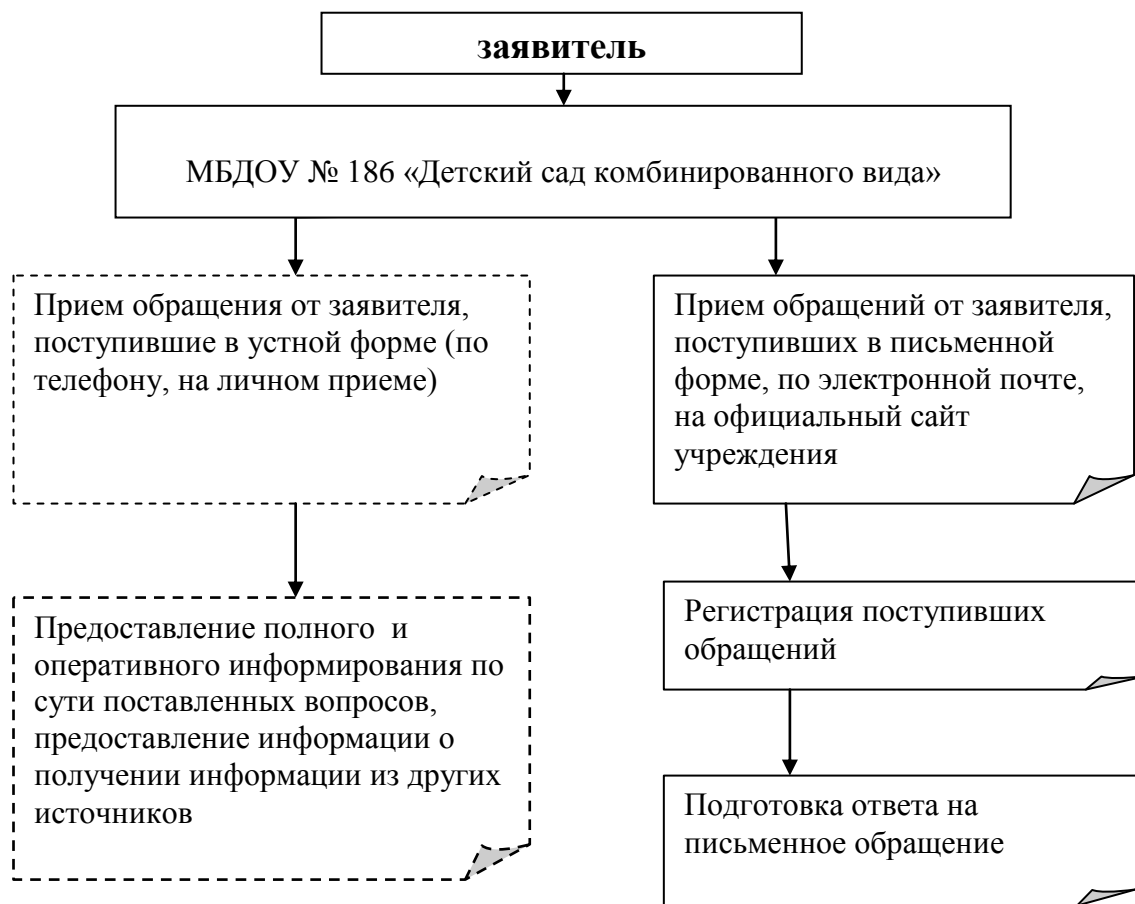 заявитель
МБДОУ № 186 «Детский сад комбинированного вида»
Прием обращения от заявителя,
поступившие в устной форме (по
телефону, на личном приеме)
Прием обращений от заявителя,
поступивших в письменной
форме, по электронной почте,
на официальный сайт
учреждения
Предоставление полного и
оперативного информирования по
сути поставленных вопросов,
предоставление информации о
получении информации из других
источников
Регистрация поступивших
обращений
Подготовка ответа на
письменное обращение